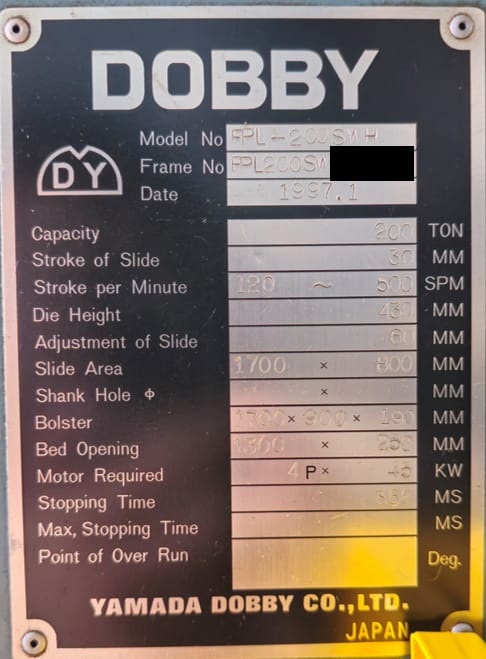 DOBBY
DY
Model No FPL-200SWH
Frame No FPL200SW
Date 1997.1
Capacity 200 TON
Stroke of Slide 30 MM
Stroke per Minute 120 ~ 500 SPM
Die Height 430 MM
Adjustment of Slide 60 MM
Slide Area 1700 × 800 MM
Shank Hole ϕ × MM
Bolster 1700 × 900 × 190 MM
Bed Opening 1300 × 250 MM
Motor Required 4 P × 45 KW
Stopping Time MS
Max, Stopping Time MS
Point of Over Run Deg.
YAMADA DOBBY CO.,LTD.
JAPAN